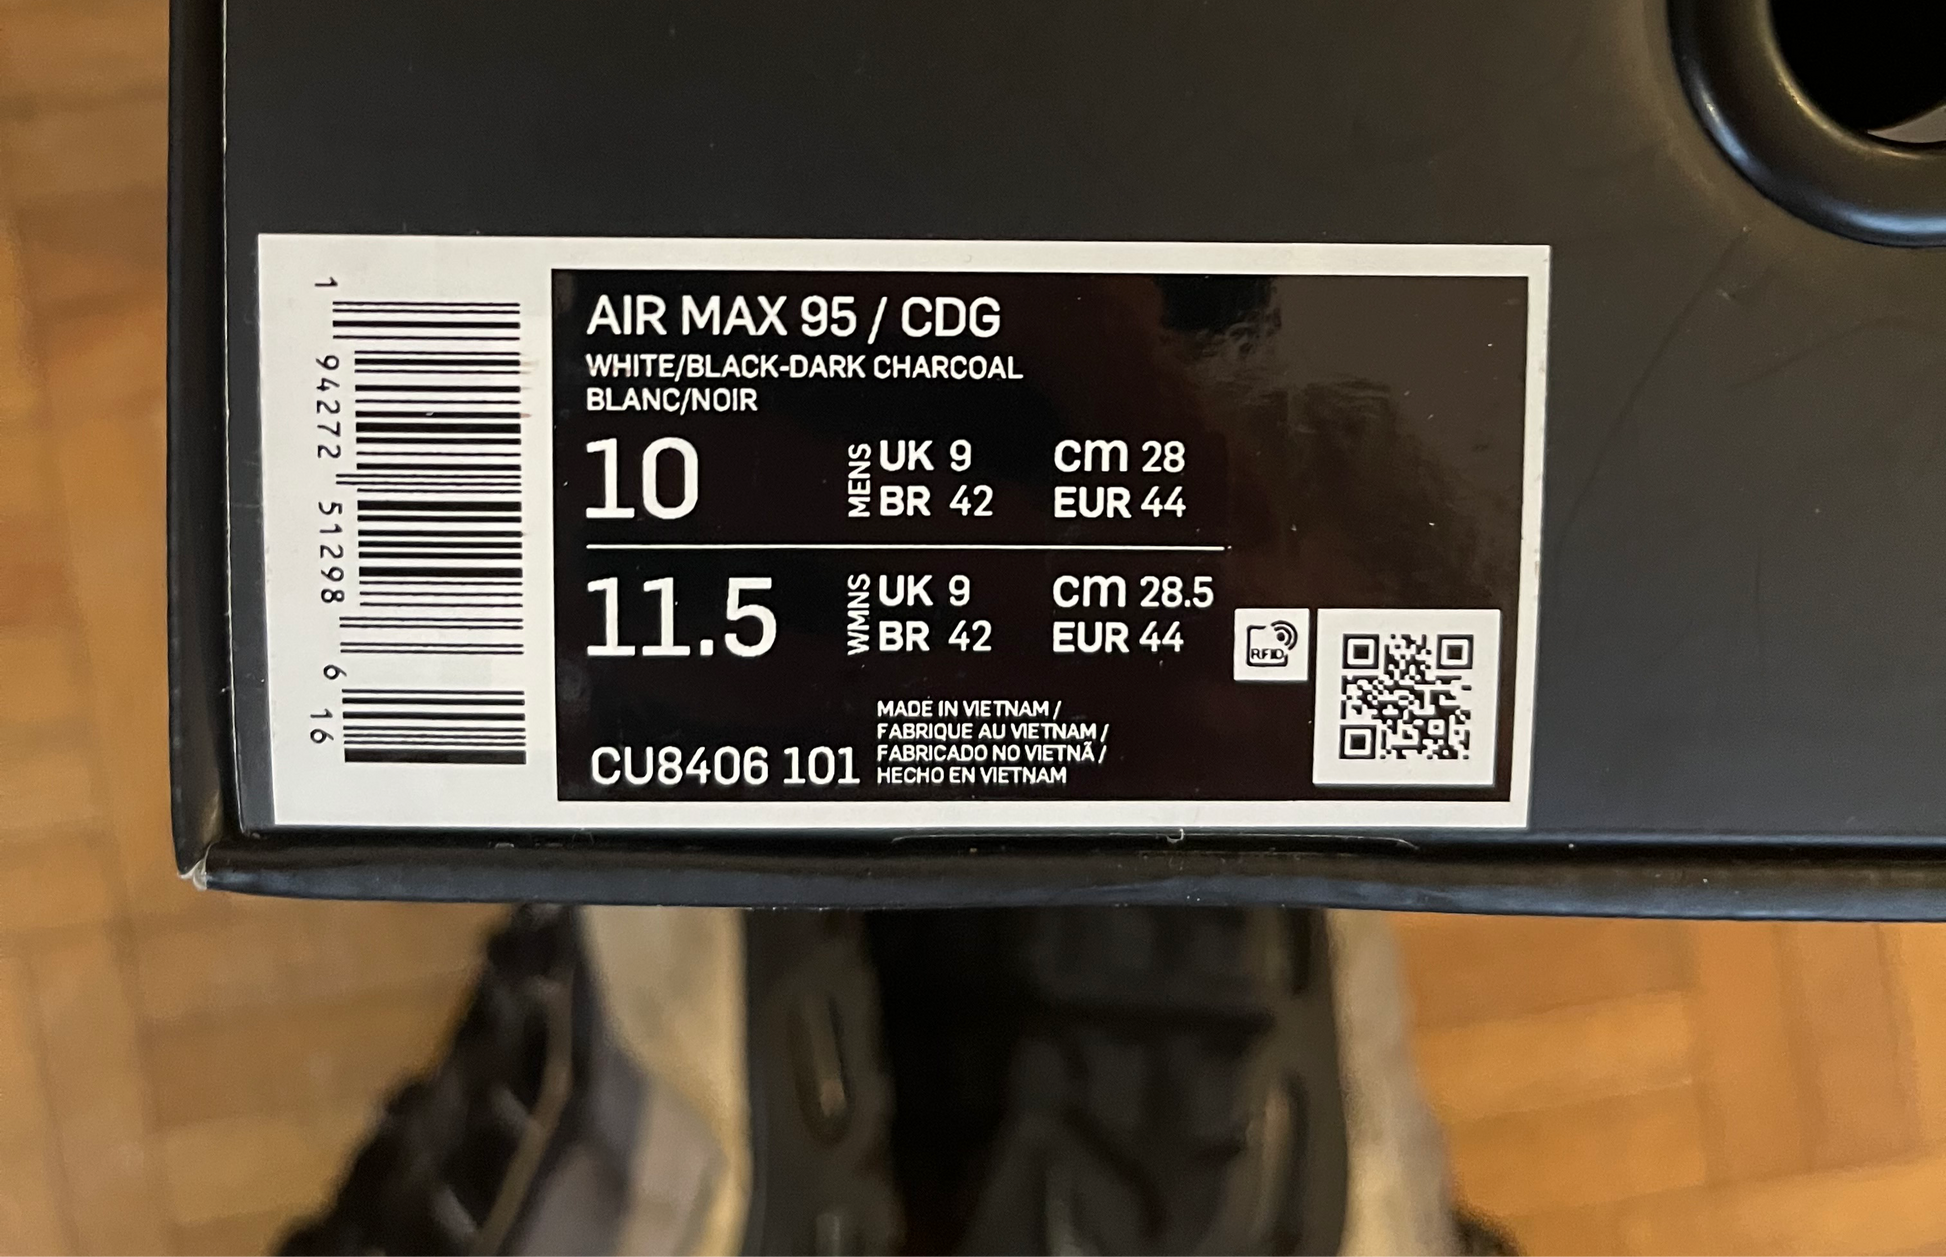 AIR MAX 95 / CDG
WHITE/BLACK-DARK CHARCOAL
BLANC/NOIR
10 MENS UK 9 cm 28
BR 42 EUR 44
11.5 WMNS UK 9 cm 28.5
BR 42 EUR 44
RFID
MADE IN VIETNAM /
FABRIQUE AU VIETNAM /
FABRICADO NO VIETNÃ /
HECHO EN VIETNAM
CU8406 101
1 94272 51298 6 16